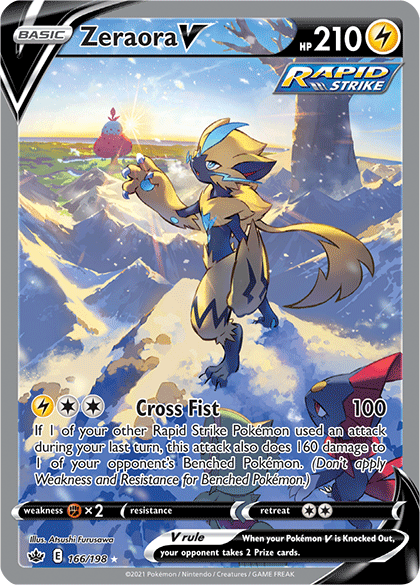 BASIC Zeraora V HP 210
RAPID
STRIKE
Cross Fist 100
If 1 of your other Rapid Strike Pokémon used an attack
during your last turn, this attack also does 160 damage to
1 of your opponent's Benched Pokémon. (Don't apply
Weakness and Resistance for Benched Pokémon.)
weakness ×2 resistance retreat
Illus. Atsushi Furusawa
E 166/198
V rule When your Pokémon V is Knocked Out,
your opponent takes 2 Prize cards.
©2021 Pokémon / Nintendo / Creatures / GAME FREAK